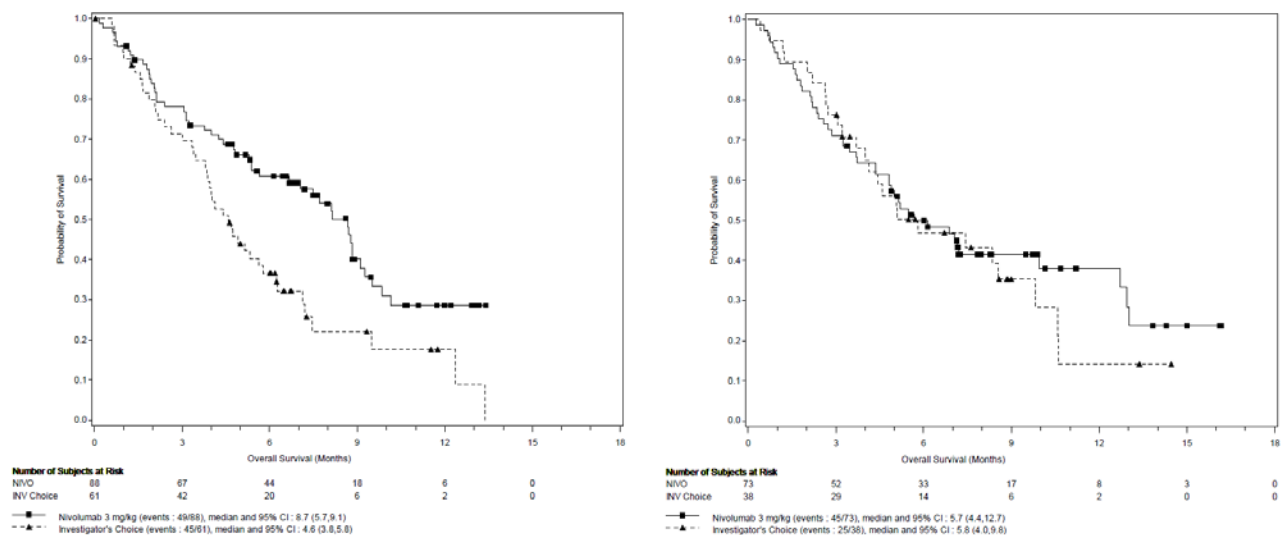 1.0
0.9
0.8
0.7
0.6
0.5
0.4
0.3
0.2
0.1
0.0
Probability of Survival
0 3 6 9 12 15 18
Overall Survival (Months)
Number of Subjects at Risk
NIVO 88 67 44 18 6 0
INV Choice 61 42 20 6 2 0
Nivolumab 3 mg/kg (events : 49/88), median and 95% CI : 8.7 (5.7,9.1)
Investigator's Choice (events : 45/61), median and 95% CI : 4.6 (3.8,5.8)
1.0
0.9
0.8
0.7
0.6
0.5
0.4
0.3
0.2
0.1
0.0
Probability of Survival
0 3 6 9 12 15 18
Overall Survival (Months)
Number of Subjects at Risk
NIVO 73 52 33 17 8 3 0
INV Choice 38 29 14 6 2 0 0
Nivolumab 3 mg/kg (events : 45/73), median and 95% CI : 5.7 (4.4,12.7)
Investigator's Choice (events : 25/38), median and 95% CI : 5.8 (4.0,9.8)